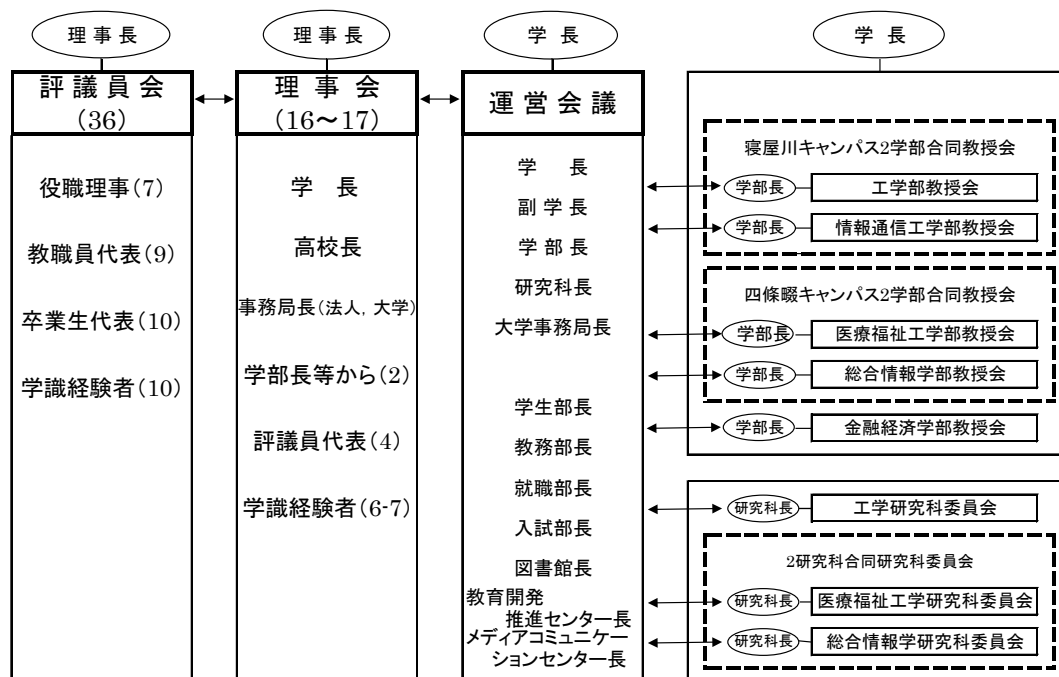 理 事 長
評 議 員 会
(36)
役職理事(7)
教職員代表(9)
卒業生代表(10)
学識経験者(10)
理 事 長
理 事 会
(16～17)
学 長
高校長
事務局長(法人, 大学)
学部長等から(2)
評議員代表(4)
学識経験者(6-7)
学 長
運 営 会 議
学 長
副 学 長
学 部 長
研究科長
大学事務局長
学生部長
教務部長
就職部長
入試部長
図書館長
教育開発
推進センター長
メディアコミュニケー
ションセンター長
学 長
寝屋川キャンパス2学部合同教授会
学部長 工学部教授会
学部長 情報通信工学部教授会
四條畷キャンパス2学部合同教授会
学部長 医療福祉工学部教授会
学部長 総合情報学部教授会
学部長 金融経済学部教授会
研究科長 工学研究科委員会
2研究科合同研究科委員会
研究科長 医療福祉工学研究科委員会
研究科長 総合情報学研究科委員会